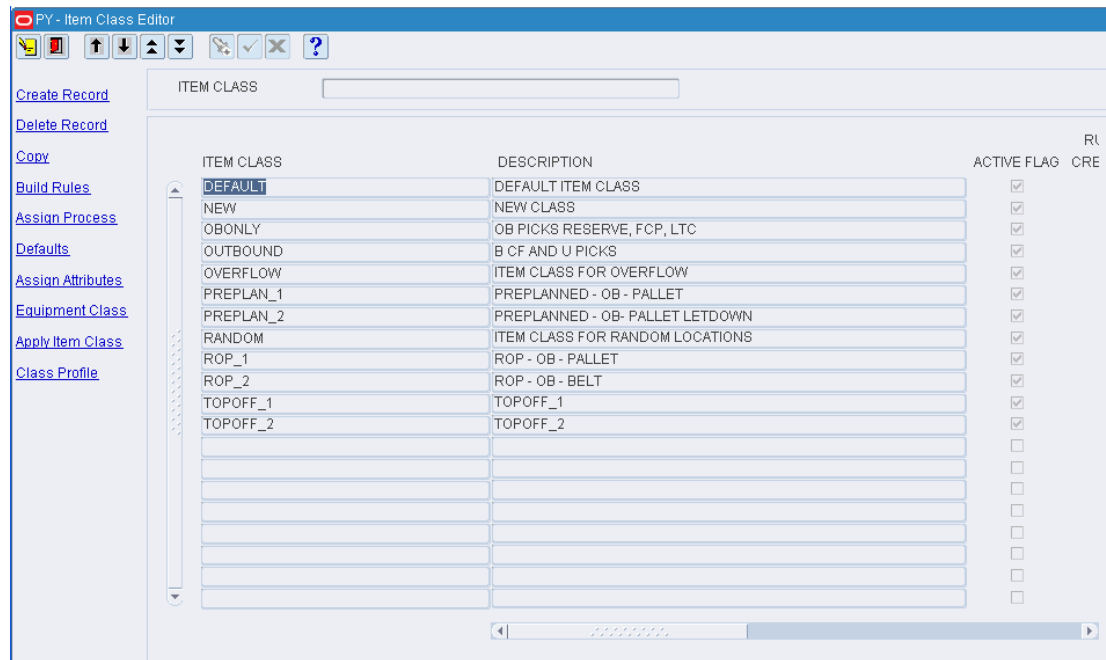 PY - Item Class Editor
?
ITEM CLASS
Create Record
Delete Record
Copy
Build Rules
Assign Process
Defaults
Assign Attributes
Equipment Class
Apply Item Class
Class Profile
RU
ITEM CLASS DESCRIPTION ACTIVE FLAG CRE
DEFAULT DEFAULT ITEM CLASS
NEW NEW CLASS
OBONLY OB PICKS RESERVE, FCP, LTC
OUTBOUND B CF AND U PICKS
OVERFLOW ITEM CLASS FOR OVERFLOW
PREPLAN_1 PREPLANNED - OB - PALLET
PREPLAN_2 PREPLANNED - OB- PALLET LETDOWN
RANDOM ITEM CLASS FOR RANDOM LOCATIONS
ROP_1 ROP - OB - PALLET
ROP_2 ROP - OB - BELT
TOPOFF_1 TOPOFF_1
TOPOFF_2 TOPOFF_2